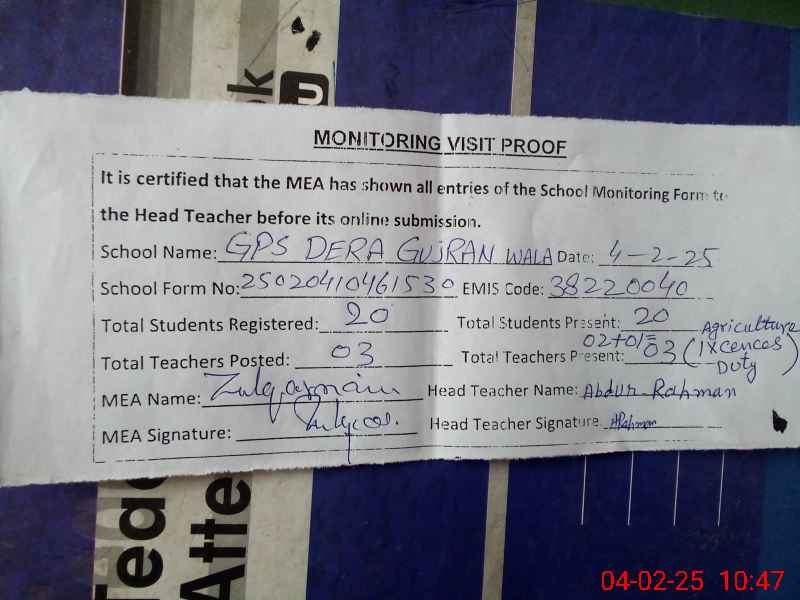 MONITORING VISIT PROOF
It is certified that the MEA has shown all entries of the School Monitoring Form to
the Head Teacher before its online submission.
School Name: GPS DERA GUJRAN WALA Date: 4-2-25
School Form No: 25020410461530 EMIS Code: 38220040
Total Students Registered: 20 Total Students Present: 20
Total Teachers Posted: 03 Total Teachers Present: 02+01=03 (Agriculture 1xcences Duty)
MEA Name: Zulqarnain Head Teacher Name: Abdur Rahman
MEA Signature: Head Teacher Signature: ARahman
Atte
04-02-25 10:47